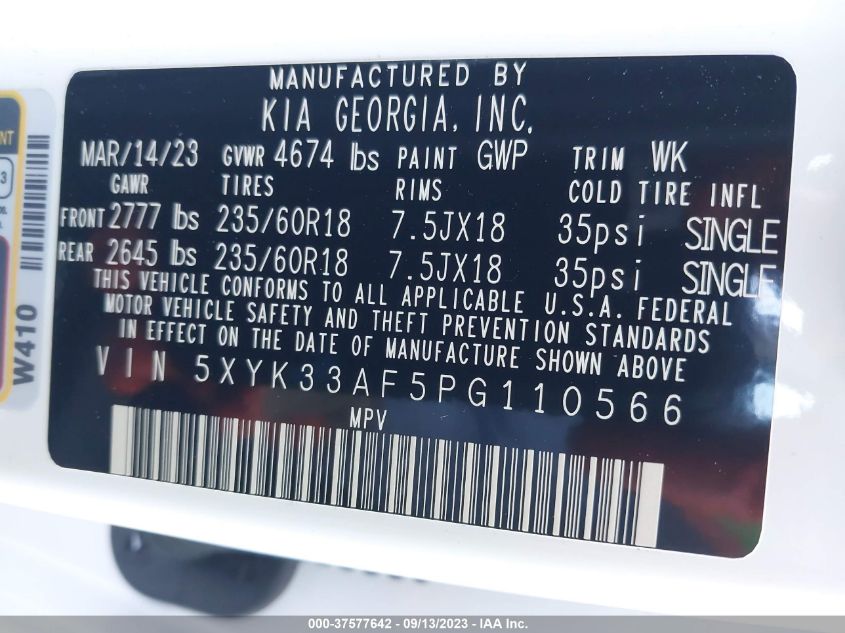 MANUFACTURED BY
KIA GEORGIA, INC.
MAR/14/23 GVWR 4674 lbs PAINT GWP TRIM WK
GAWR TIRES RIMS COLD TIRE INFL
FRONT 2777 lbs 235/60R18 7.5JX18 35psi SINGLE
REAR 2645 lbs 235/60R18 7.5JX18 35psi SINGLE
THIS VEHICLE CONFORMS TO ALL APPLICABLE U.S.A. FEDERAL
MOTOR VEHICLE SAFETY AND THEFT PREVENTION STANDARDS
IN EFFECT ON THE DATE OF MANUFACTURE SHOWN ABOVE
VIN 5XYK33AF5PG110566
MPV
W410
000-37577642 - 09/13/2023 - IAA Inc.